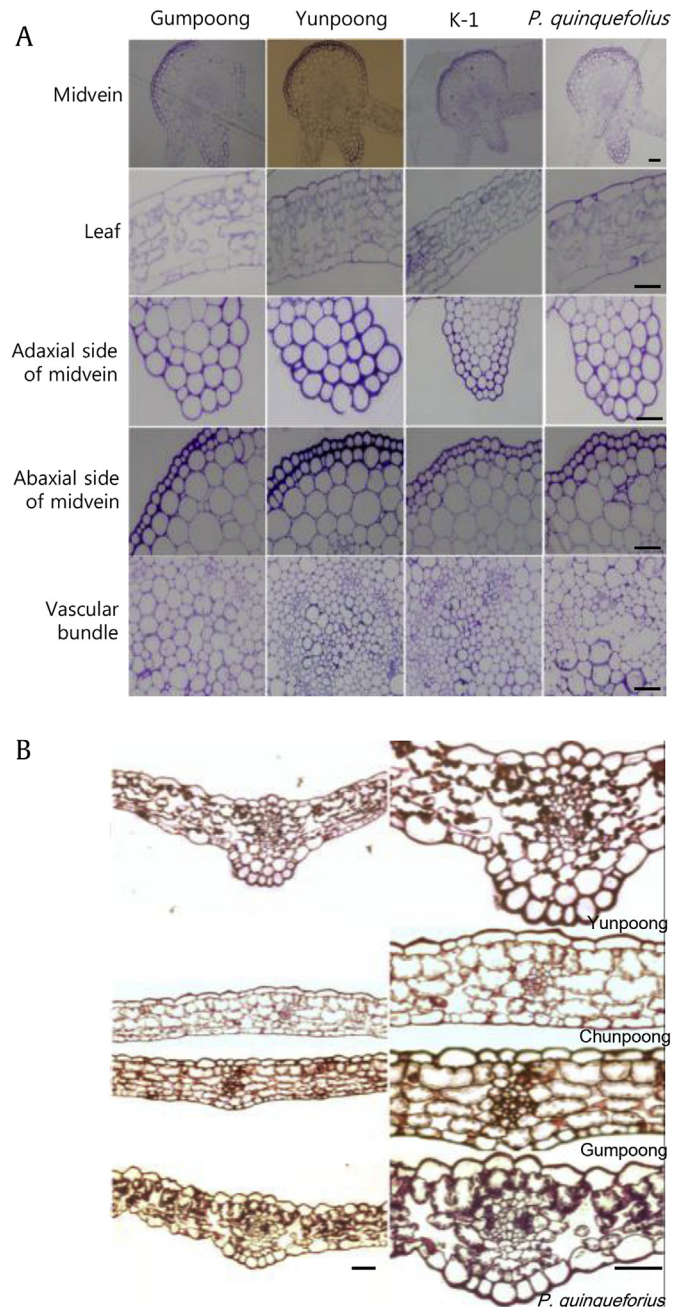 Gumpoong Yunpoong K-1 P. quinquefolius
A
Midvein
Leaf
Adaxial side
of midvein
Abaxial side
of midvein
Vascular
bundle
B
Yunpoong
Chunpoong
Gumpoong
P. quinqueforius